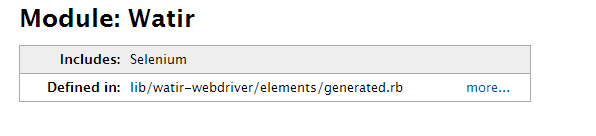 Module: Watir
Includes: Selenium
Defined in: lib/watir-webdriver/elements/generated.rb more...